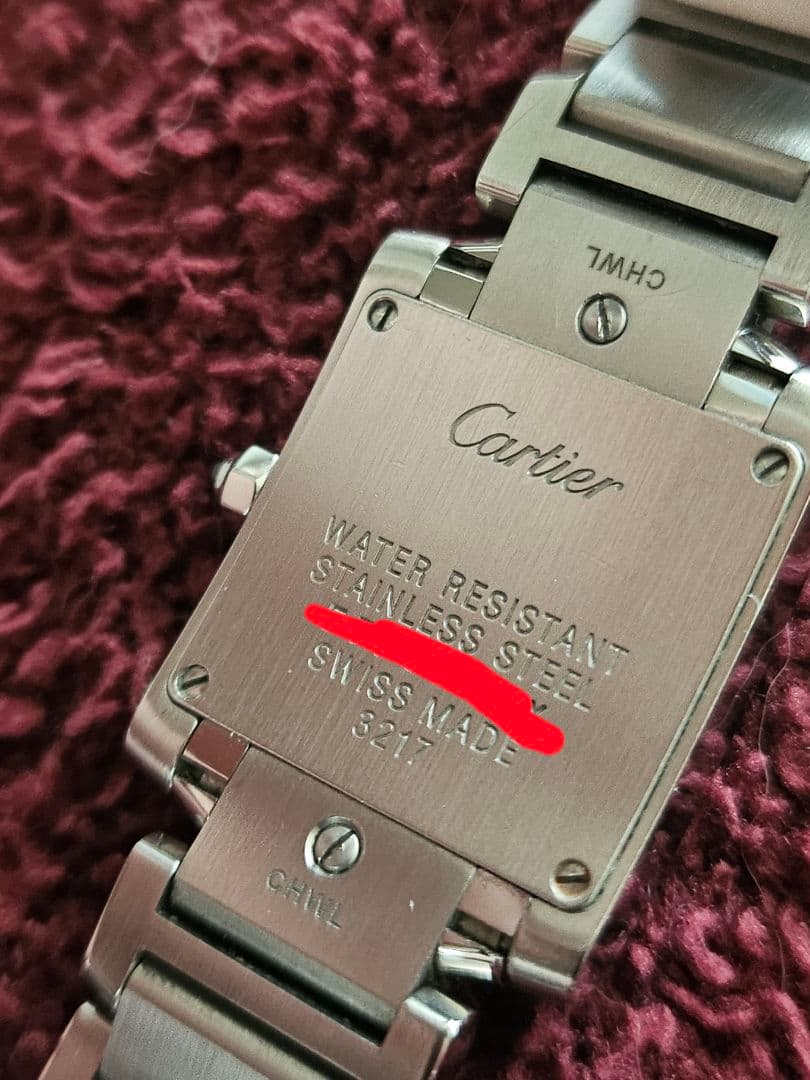 CHWL
Cartier
WATER RESISTANT
STAINLESS STEEL
SWISS MADE
3217
CHWL